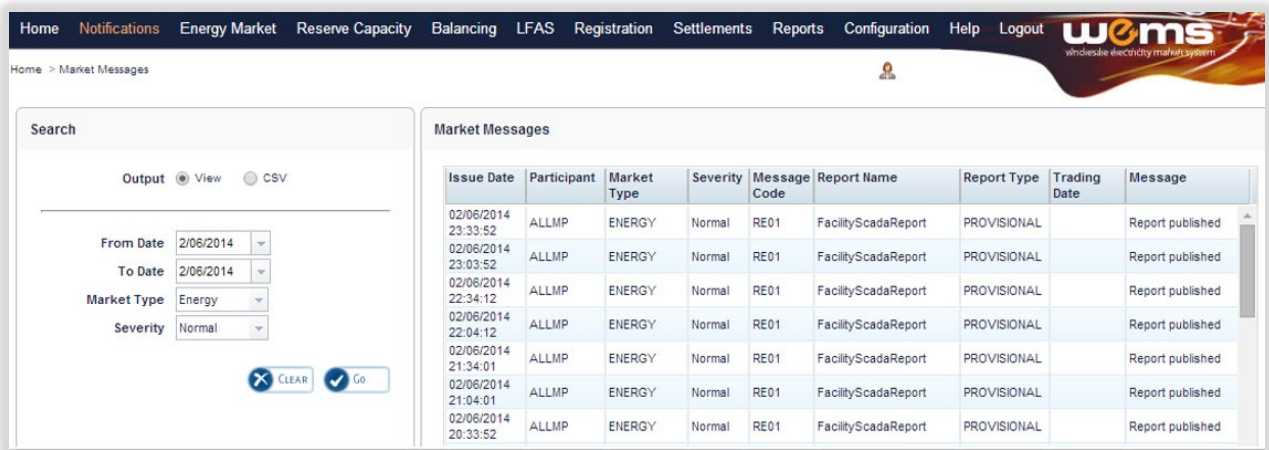 Home Notifications Energy Market Reserve Capacity Balancing LFAS Registration Settlements Reports Configuration Help Logout
wems
wholesale electricity market system
Home > Market Messages
Search
Output View CSV
From Date 2/06/2014
To Date 2/06/2014
Market Type Energy
Severity Normal
CLEAR GO
Market Messages
Issue Date Participant Market Type Severity Message Code Report Name Report Type Trading Date Message
02/06/2014 23:33:52 ALLMP ENERGY Normal RE01 FacilityScadaReport PROVISIONAL Report published
02/06/2014 23:03:52 ALLMP ENERGY Normal RE01 FacilityScadaReport PROVISIONAL Report published
02/06/2014 22:34:12 ALLMP ENERGY Normal RE01 FacilityScadaReport PROVISIONAL Report published
02/06/2014 22:04:12 ALLMP ENERGY Normal RE01 FacilityScadaReport PROVISIONAL Report published
02/06/2014 21:34:01 ALLMP ENERGY Normal RE01 FacilityScadaReport PROVISIONAL Report published
02/06/2014 21:04:01 ALLMP ENERGY Normal RE01 FacilityScadaReport PROVISIONAL Report published
02/06/2014 20:33:52 ALLMP ENERGY Normal RE01 FacilityScadaReport PROVISIONAL Report published